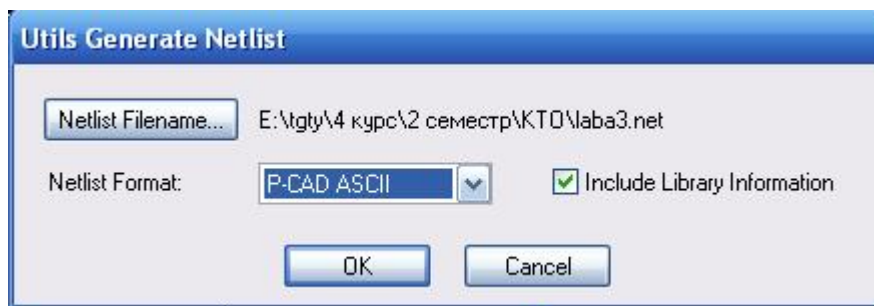 Utils Generate Netlist
Netlist Filename... E:\tgty\4 курс\2 семестр\КТО\laba3.net
Netlist Format: P-CAD ASCII Include Library Information
OK Cancel